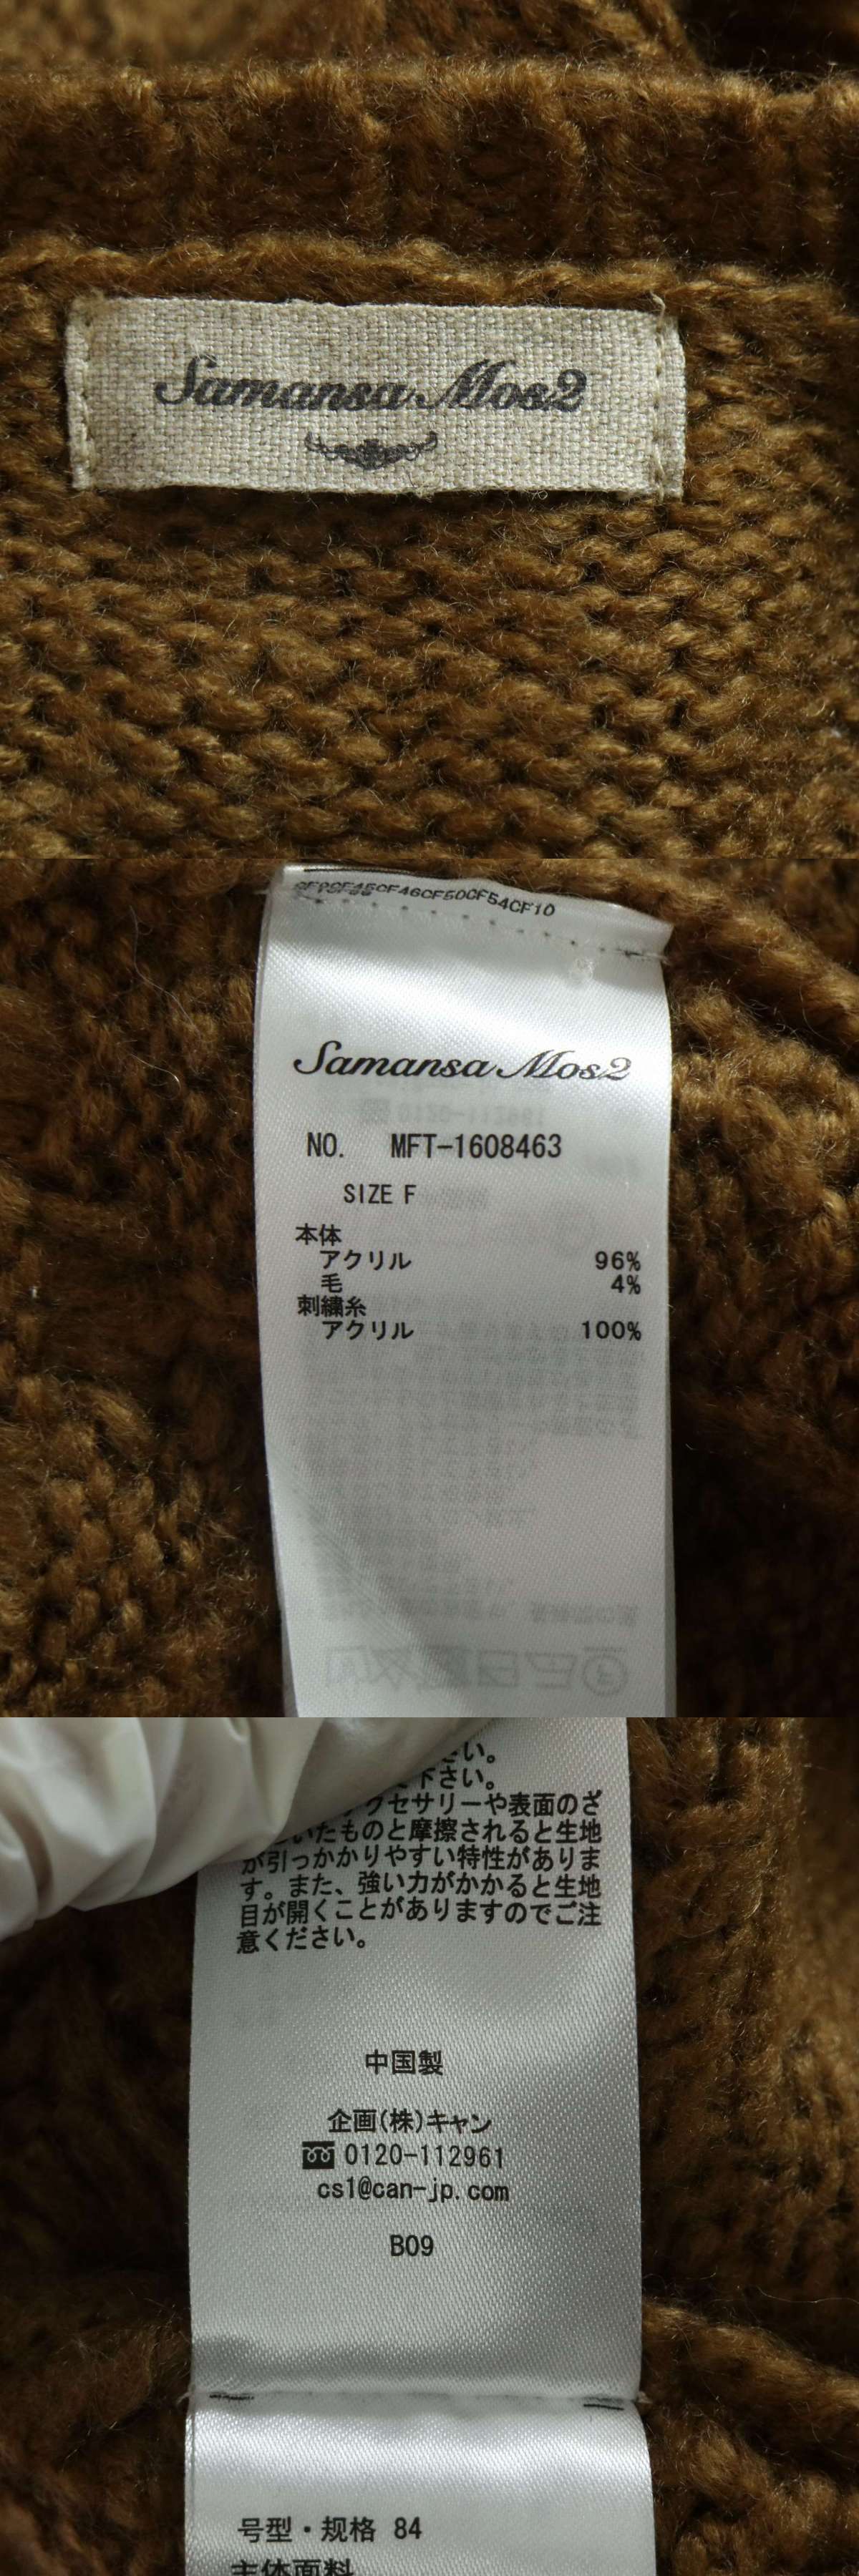 Samansa Mos2
CF46CF50CF54CF10
Samansa Mos2
NO. MFT-1608463
SIZE F
本体
アクリル 96%
毛 4%
刺繍糸
アクリル 100%
さい。
下さい。
クセサリーや表面のざ
いたものと摩擦されると生地
が引っかかりやすい特性がありま
す。また、強い力がかかると生地
目が開くことがありますのでご注
意ください。
中国製
企画(株)キャン
0120-112961
cs1@can-jp.com
B09
号型・规格 84
主体面料